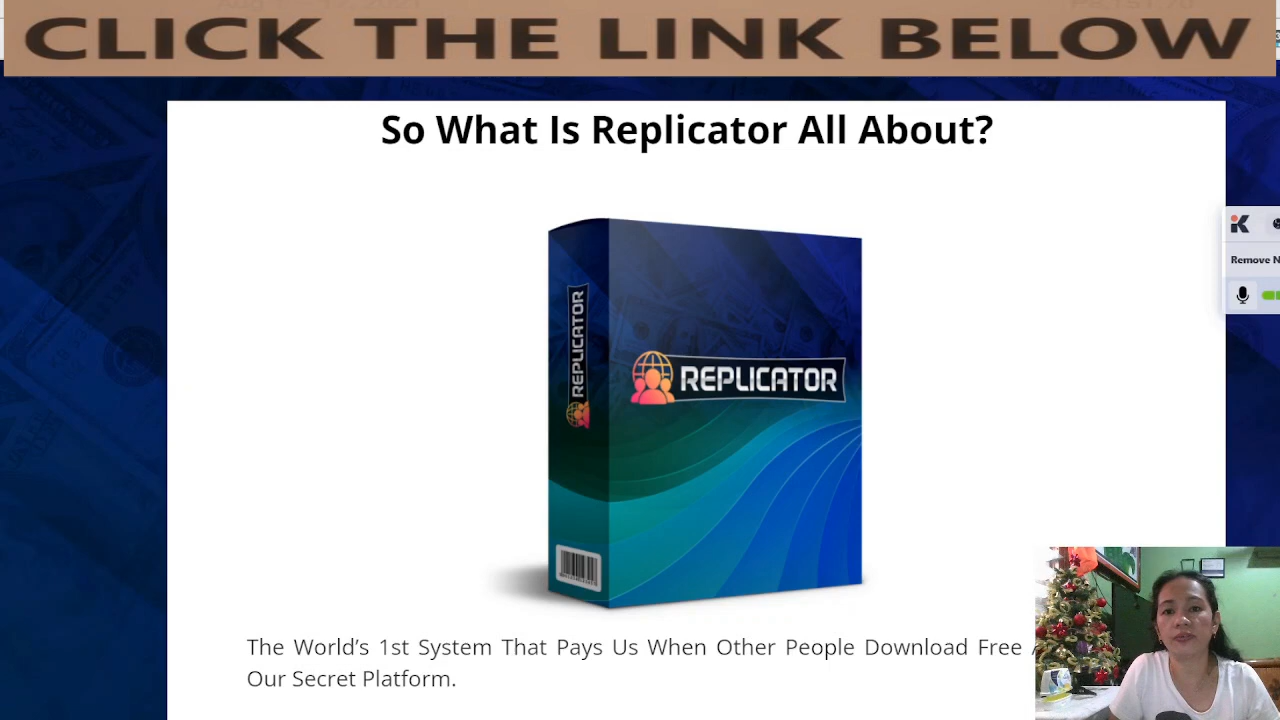 CLICK THE LINK BELOW
So What Is Replicator All About?
REPLICATOR
REPLICATOR
Remove N
The World's 1st System That Pays Us When Other People Download Free
Our Secret Platform.